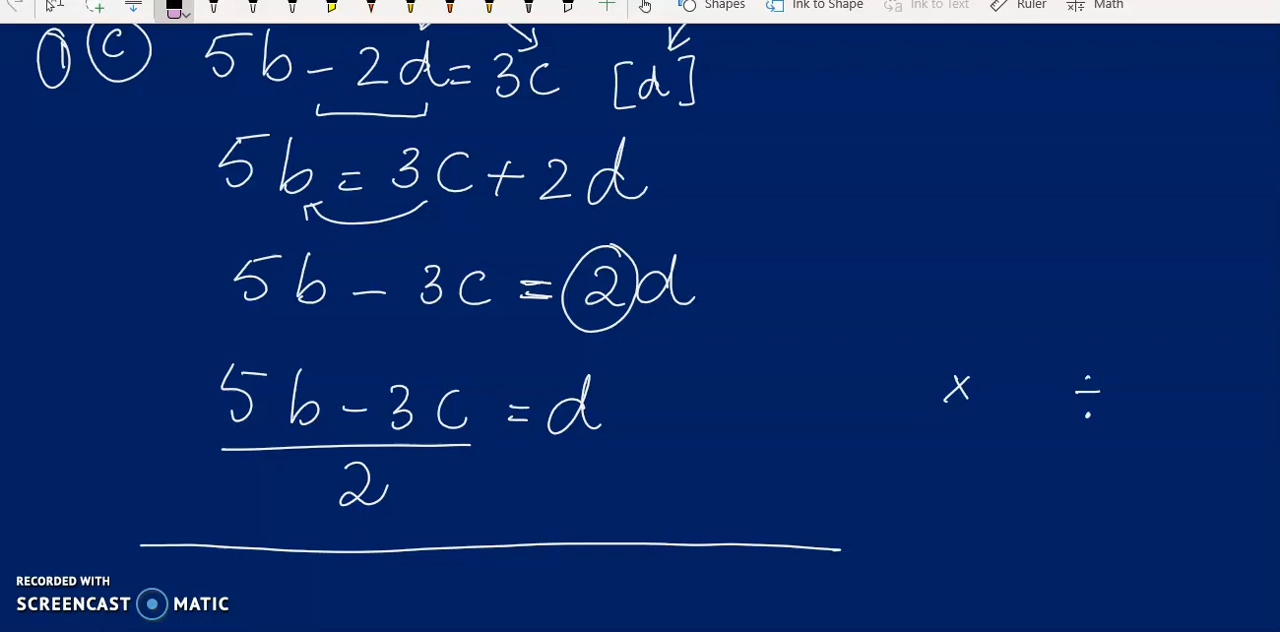 Shapes Ink to Shape Ink to Text Ruler Math
1 c 5b - 2d = 3c [d]
5b = 3c + 2d
5b - 3c = 2d
5b - 3c = d
2
× ÷
RECORDED WITH
SCREENCAST MATIC